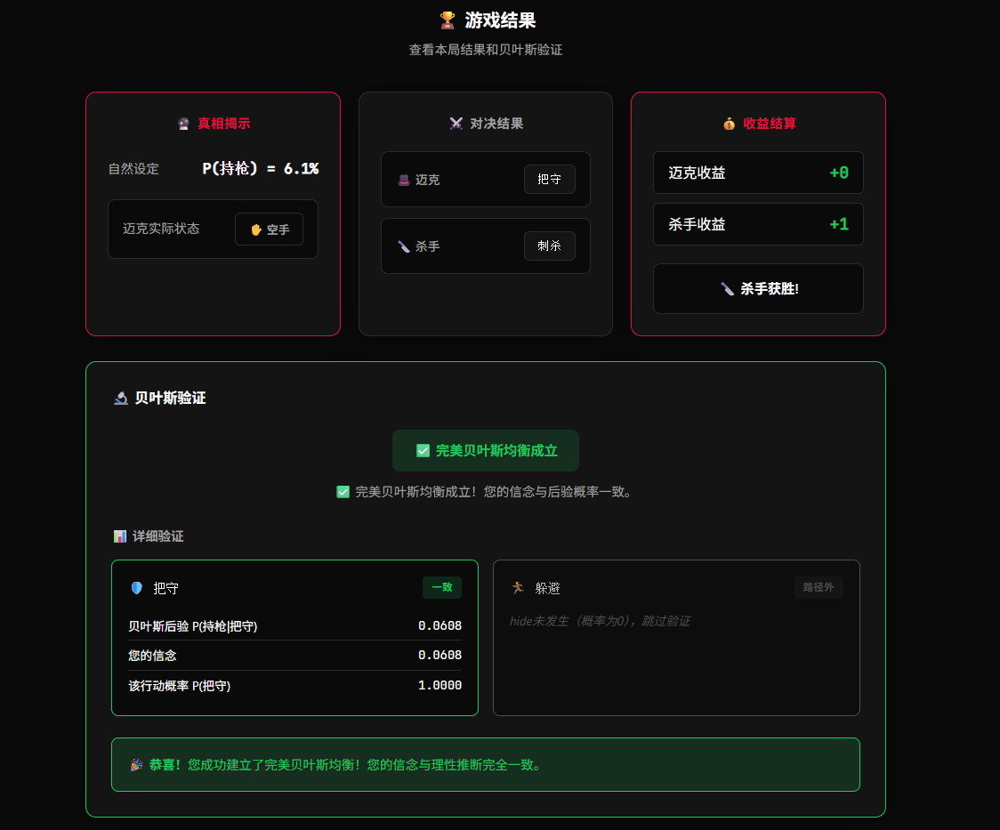 🏆 游戏结果
查看本局结果和贝叶斯验证
🔮 真相揭示
自然设定 P(持枪) = 6.1%
迈克实际状态 ✋ 空手
⚔️ 对决结果
🎩 迈克 把守
🔪 杀手 刺杀
💰 收益结算
迈克收益 +0
杀手收益 +1
🔪 杀手获胜!
🔬 贝叶斯验证
✅ 完美贝叶斯均衡成立
✅ 完美贝叶斯均衡成立！您的信念与后验概率一致。
📊 详细验证
🛡️ 把守 一致
贝叶斯后验 P(持枪|把守) 0.0608
您的信念 0.0608
该行动概率 P(把守) 1.0000
🏃 躲避 路径外
hide未发生（概率为0），跳过验证
🎉 恭喜！您成功建立了完美贝叶斯均衡！您的信念与理性推断完全一致。